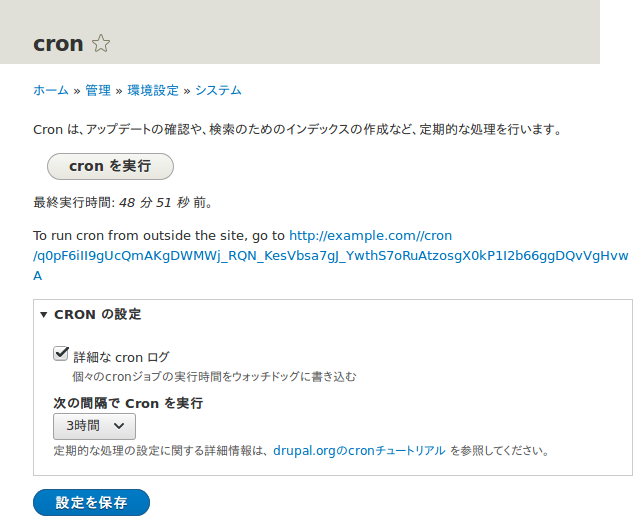 cron
ホーム » 管理 » 環境設定 » システム
Cron は、アップデートの確認や、検索のためのインデックスの作成など、定期的な処理を行います。
cron を実行
最終実行時間: 48 分 51 秒 前。
To run cron from outside the site, go to http://example.com//cron
/q0pF6iII9gUcQmAKgDWMWj_RQN_KesVbsa7gJ_YwthS7oRuAtzosgX0kP1I2b66ggDQvVgHvw
A
CRON の設定
詳細な cron ログ
個々のcronジョブの実行時間をウォッチドッグに書き込む
次の間隔で Cron を実行
3時間
定期的な処理の設定に関する詳細情報は、 drupal.orgのcronチュートリアル を参照してください。
設定を保存